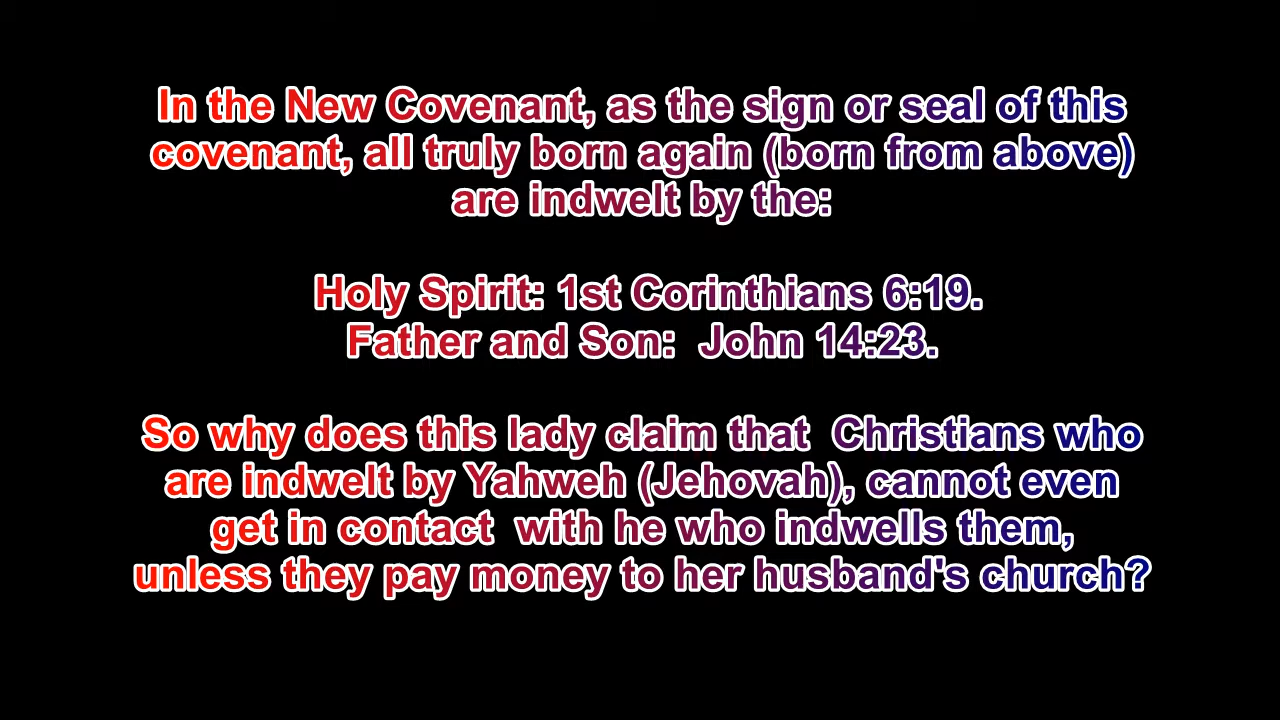 In the New Covenant, as the sign or seal of this
covenant, all truly born again (born from above)
are indwelt by the:
Holy Spirit: 1st Corinthians 6:19.
Father and Son:  John 14:23.
So why does this lady claim that  Christians who
are indwelt by Yahweh (Jehovah), cannot even
get in contact  with he who indwells them,
unless they pay money to her husband's church?